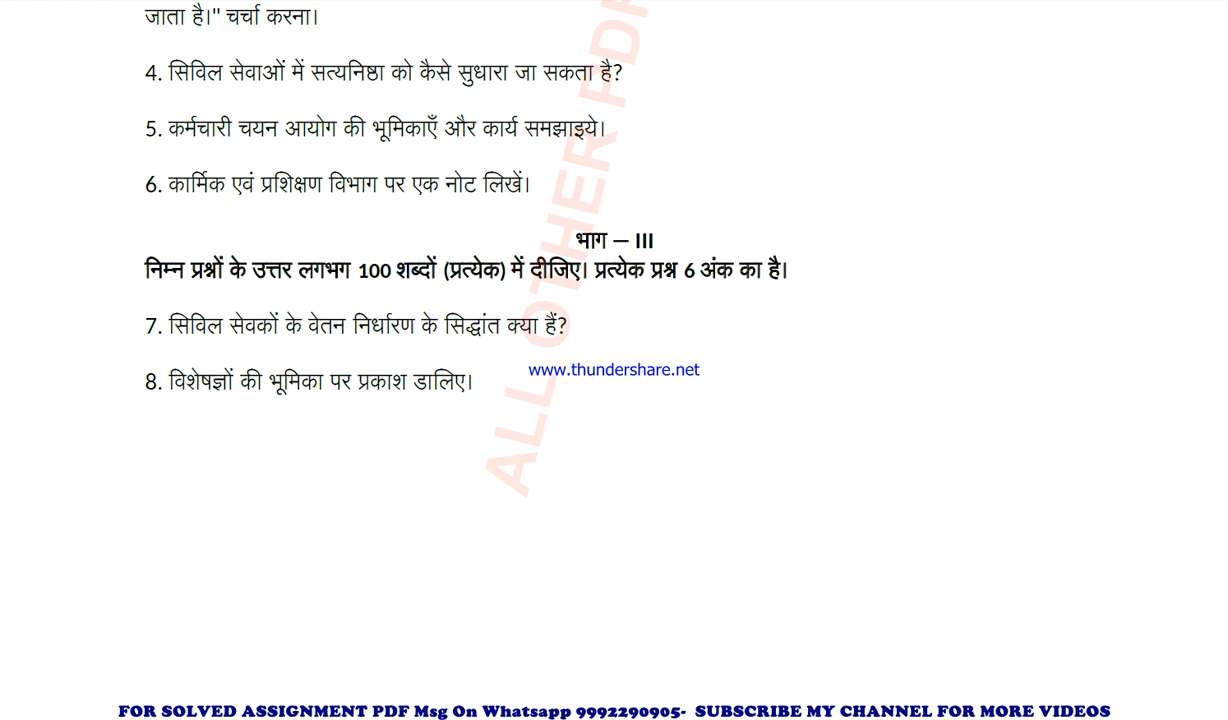 जाता है।" चर्चा करना।
4. सिविल सेवाओं में सत्यनिष्ठा को कैसे सुधारा जा सकता है?
5. कर्मचारी चयन आयोग की भूमिकाएँ और कार्य समझाइये।
6. कार्मिक एवं प्रशिक्षण विभाग पर एक नोट लिखें।
भाग – III
निम्न प्रश्नों के उत्तर लगभग 100 शब्दों (प्रत्येक) में दीजिए। प्रत्येक प्रश्न 6 अंक का है।
7. सिविल सेवकों के वेतन निर्धारण के सिद्धांत क्या हैं?
www.thundershare.net
8. विशेषज्ञों की भूमिका पर प्रकाश डालिए।
ALL OTHER PDF
FOR SOLVED ASSIGNMENT PDF Msg On Whatsapp 9992290905- SUBSCRIBE MY CHANNEL FOR MORE VIDEOS